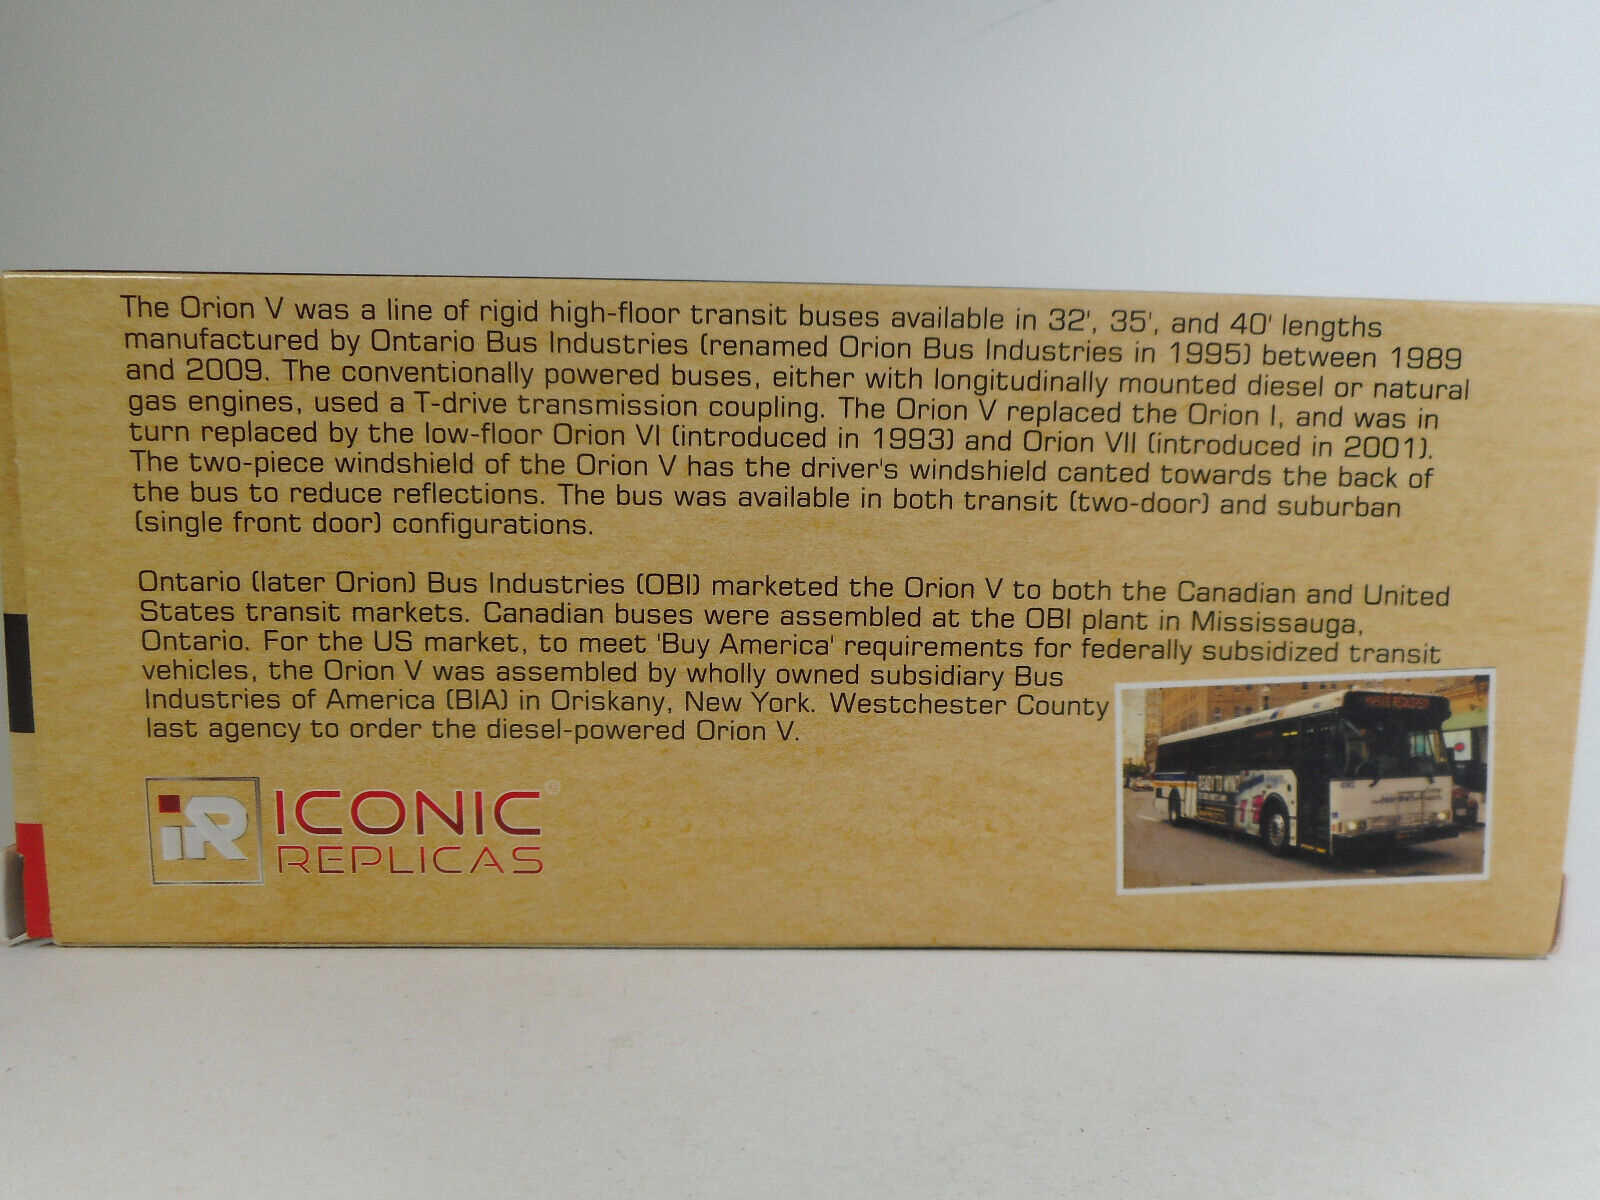 The Orion V was a line of rigid high-floor transit buses available in 32', 35', and 40' lengths
manufactured by Ontario Bus Industries (renamed Orion Bus Industries in 1995) between 1989
and 2009. The conventionally powered buses, either with longitudinally mounted diesel or natural
gas engines, used a T-drive transmission coupling. The Orion V replaced the Orion I, and was in
turn replaced by the low-floor Orion VI (introduced in 1993) and Orion VII (introduced in 2001).
The two-piece windshield of the Orion V has the driver's windshield canted towards the back of
the bus to reduce reflections. The bus was available in both transit (two-door) and suburban
(single front door) configurations.
Ontario (later Orion) Bus Industries (OBI) marketed the Orion V to both the Canadian and United
States transit markets. Canadian buses were assembled at the OBI plant in Mississauga,
Ontario. For the US market, to meet 'Buy America' requirements for federally subsidized transit
vehicles, the Orion V was assembled by wholly owned subsidiary Bus
Industries of America (BIA) in Oriskany, New York. Westchester County
last agency to order the diesel-powered Orion V.
iR
ICONIC®
REPLICAS
READY TO